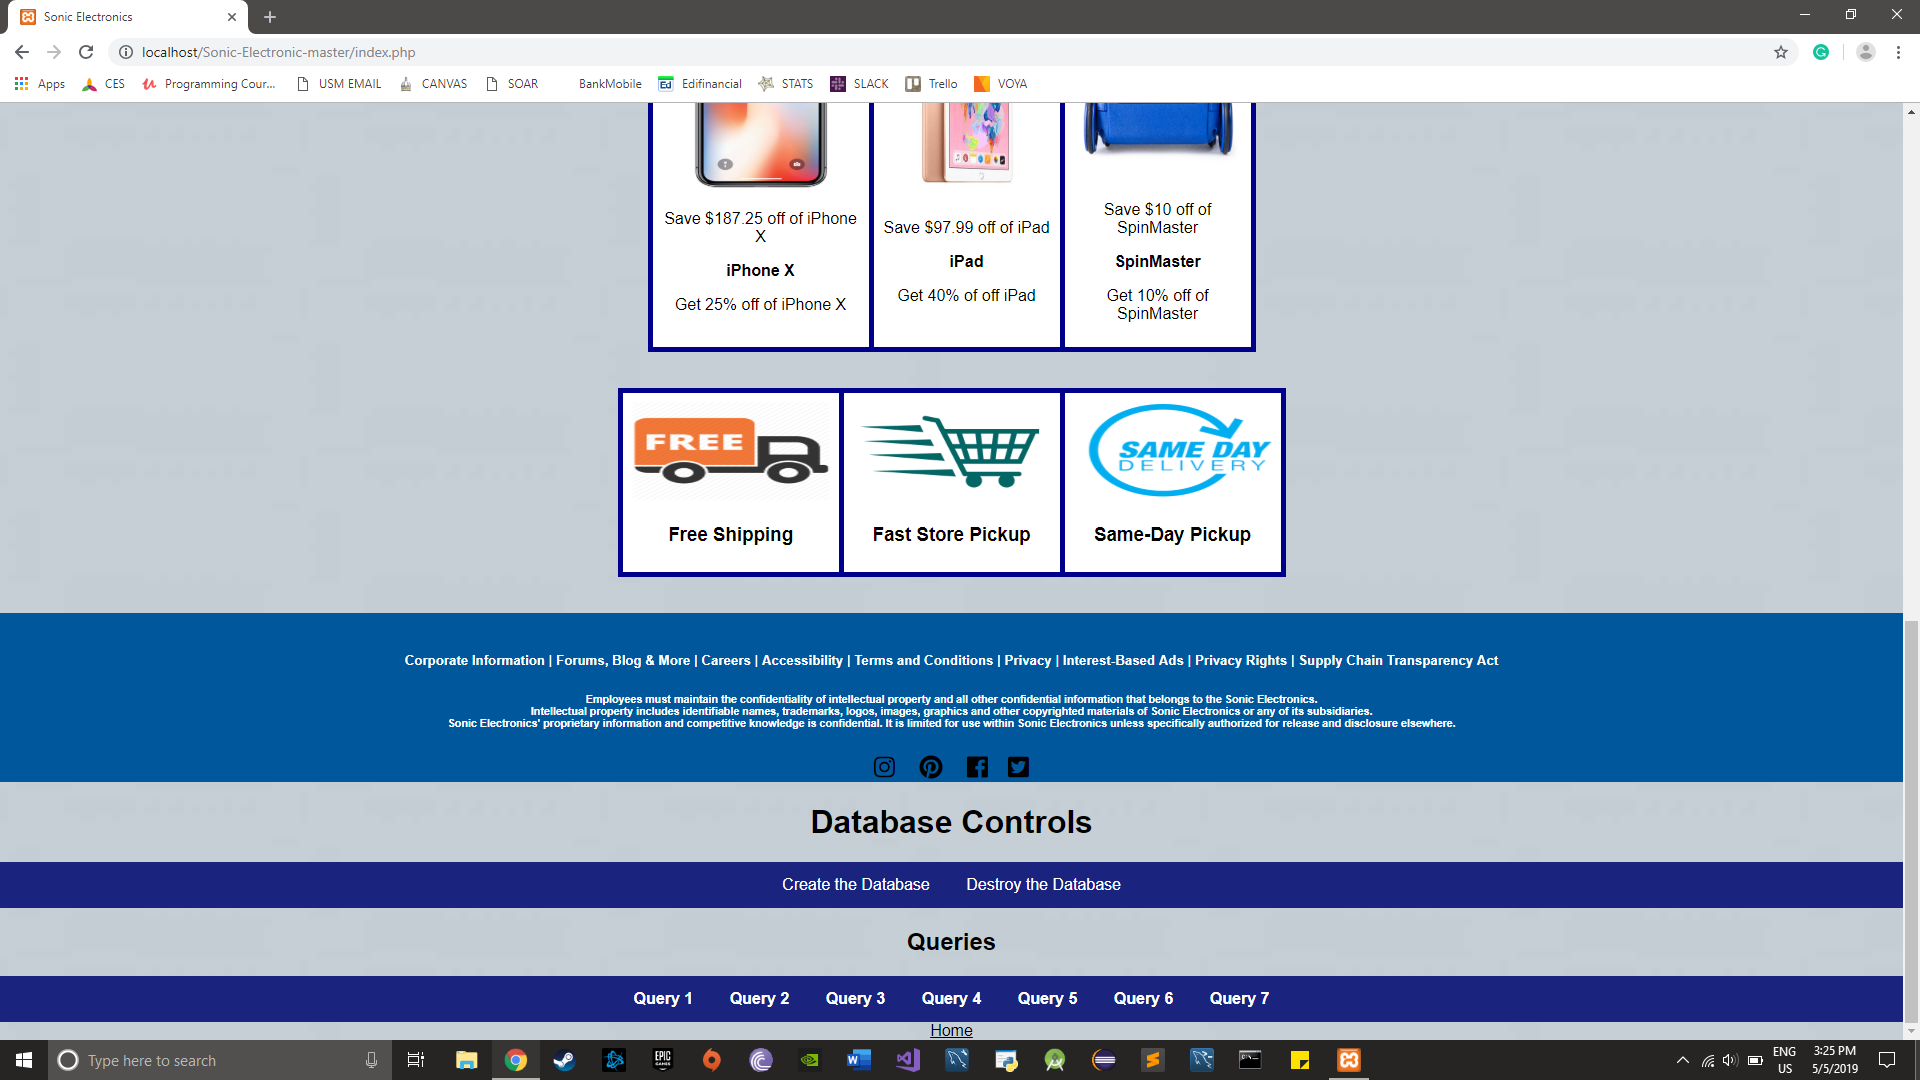 Sonic Electronics
localhost/Sonic-Electronic-master/index.php
Apps CES Programming Cour... USM EMAIL CANVAS SOAR BankMobile Ed Edifinancial STATS SLACK Trello VOYA
Save $187.25 off of iPhone
X
iPhone X
Get 25% off of iPhone X
Save $97.99 off of iPad
iPad
Get 40% of off iPad
Save $10 off of
SpinMaster
SpinMaster
Get 10% off of
SpinMaster
FREE
Free Shipping
Fast Store Pickup
SAME DAY
DELIVERY
Same-Day Pickup
Corporate Information | Forums, Blog & More | Careers | Accessibility | Terms and Conditions | Privacy | Interest-Based Ads | Privacy Rights | Supply Chain Transparency Act
Employees must maintain the confidentiality of intellectual property and all other confidential information that belongs to the Sonic Electronics.
Intellectual property includes identifiable names, trademarks, logos, images, graphics and other copyrighted materials of Sonic Electronics or any of its subsidiaries.
Sonic Electronics' proprietary information and competitive knowledge is confidential. It is limited for use within Sonic Electronics unless specifically authorized for release and disclosure elsewhere.
Database Controls
Create the Database Destroy the Database
Queries
Query 1 Query 2 Query 3 Query 4 Query 5 Query 6 Query 7
Home
Type here to search
EPIC
GAMES
ENG
US
3:25 PM
5/5/2019